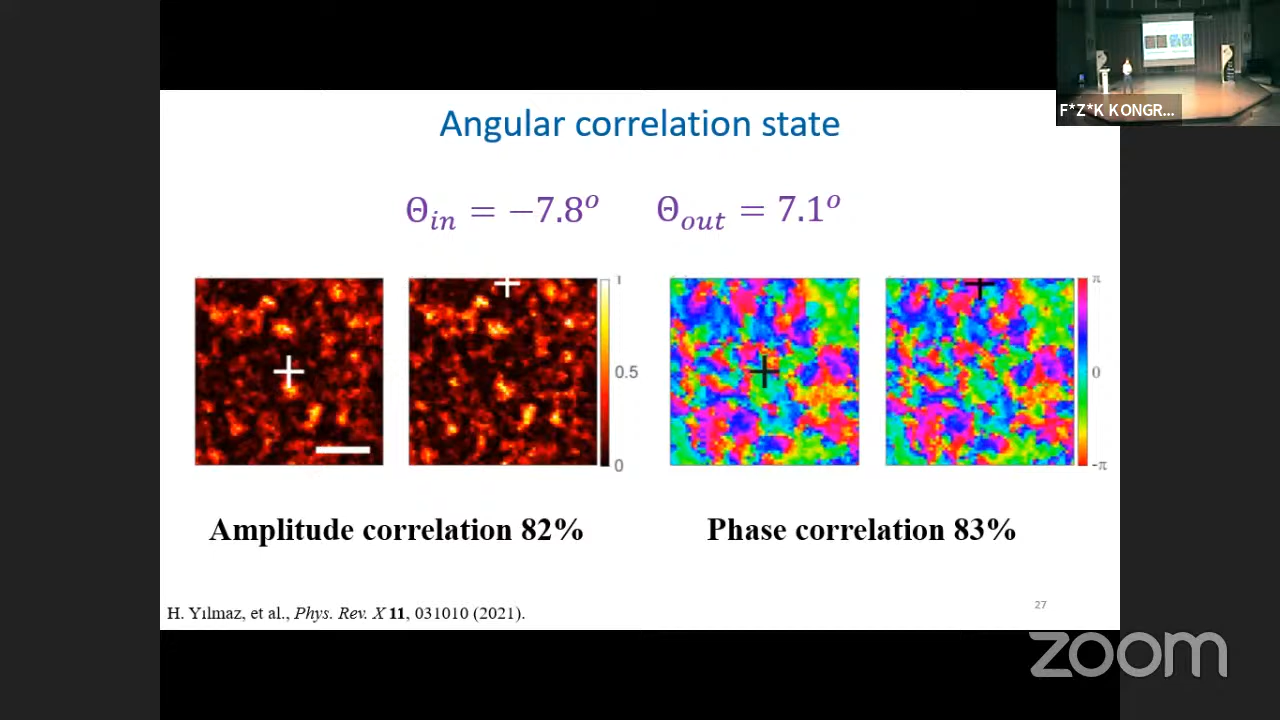 F*Z*K KONGR...
Angular correlation state
Θ_in = −7.8° Θ_out = 7.1°
1
0.5
0
π
0
-π
Amplitude correlation 82%
Phase correlation 83%
H. Yılmaz, et al., Phys. Rev. X 11, 031010 (2021).
27
zoom